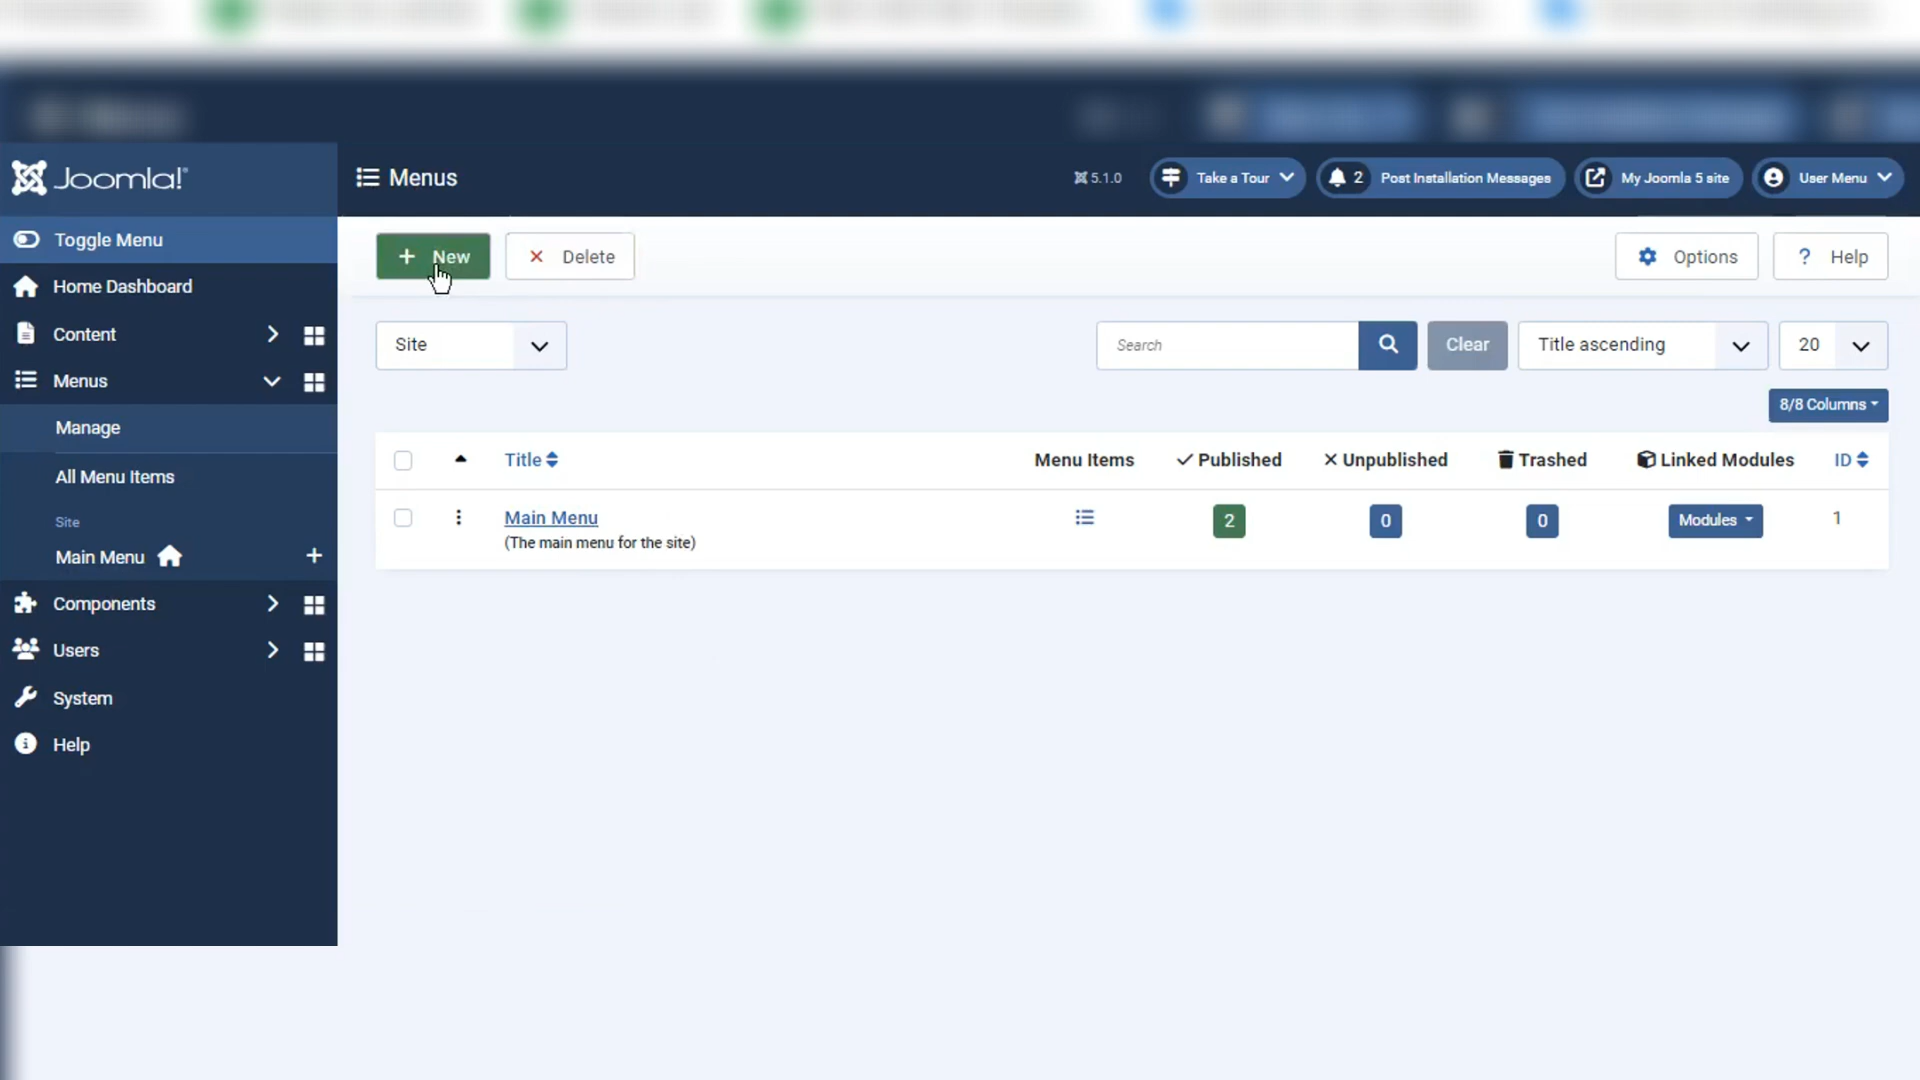 Joomla!®
Menus
5.1.0
Take a Tour
2 Post Installation Messages
My Joomla 5 site
User Menu
Toggle Menu
Home Dashboard
Content
Menus
Manage
All Menu Items
Site
Main Menu
Components
Users
System
Help
New
Delete
Options
? Help
Site
Search
Clear
Title ascending
20
8/8 Columns
Title
Menu Items
Published
Unpublished
Trashed
Linked Modules
ID
Main Menu
2
0
0
Modules
1
(The main menu for the site)